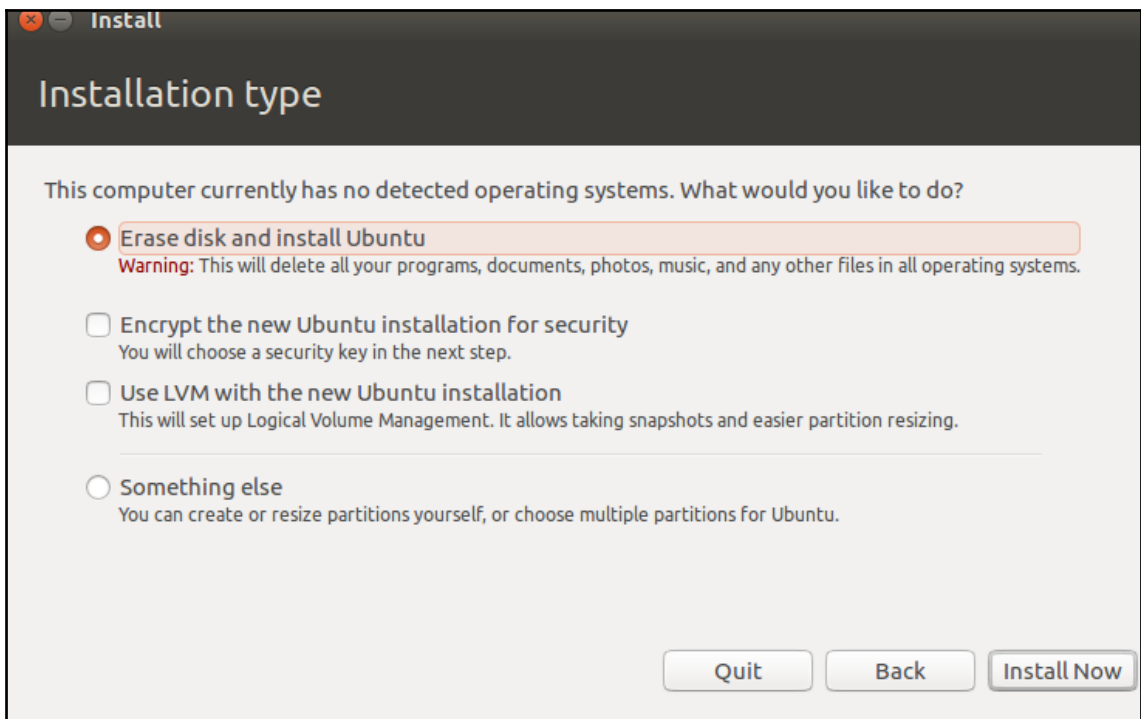 Install
Installation type
This computer currently has no detected operating systems. What would you like to do?
Erase disk and install Ubuntu
Warning: This will delete all your programs, documents, photos, music, and any other files in all operating systems.
Encrypt the new Ubuntu installation for security
You will choose a security key in the next step.
Use LVM with the new Ubuntu installation
This will set up Logical Volume Management. It allows taking snapshots and easier partition resizing.
Something else
You can create or resize partitions yourself, or choose multiple partitions for Ubuntu.
Quit Back Install Now